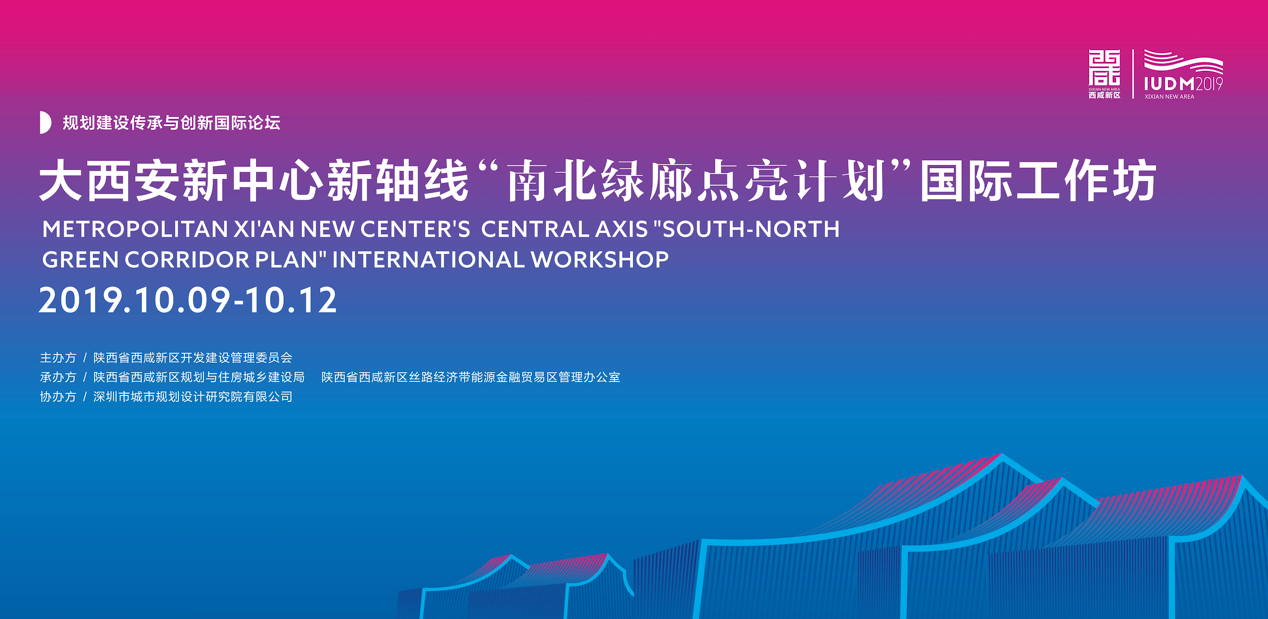 西咸
XIXIAN NEW AREA
西咸新区
IUDM2019
XIXIAN NEW AREA
规划建设传承与创新国际论坛
大西安新中心新轴线“南北绿廊点亮计划”国际工作坊
METROPOLITAN XI'AN NEW CENTER'S CENTRAL AXIS "SOUTH-NORTH
GREEN CORRIDOR PLAN" INTERNATIONAL WORKSHOP
2019.10.09-10.12
主办方 / 陕西省西咸新区开发建设管理委员会
承办方 / 陕西省西咸新区规划与住房城乡建设局 陕西省西咸新区丝路经济带能源金融贸易区管理办公室
协办方 / 深圳市城市规划设计研究院有限公司